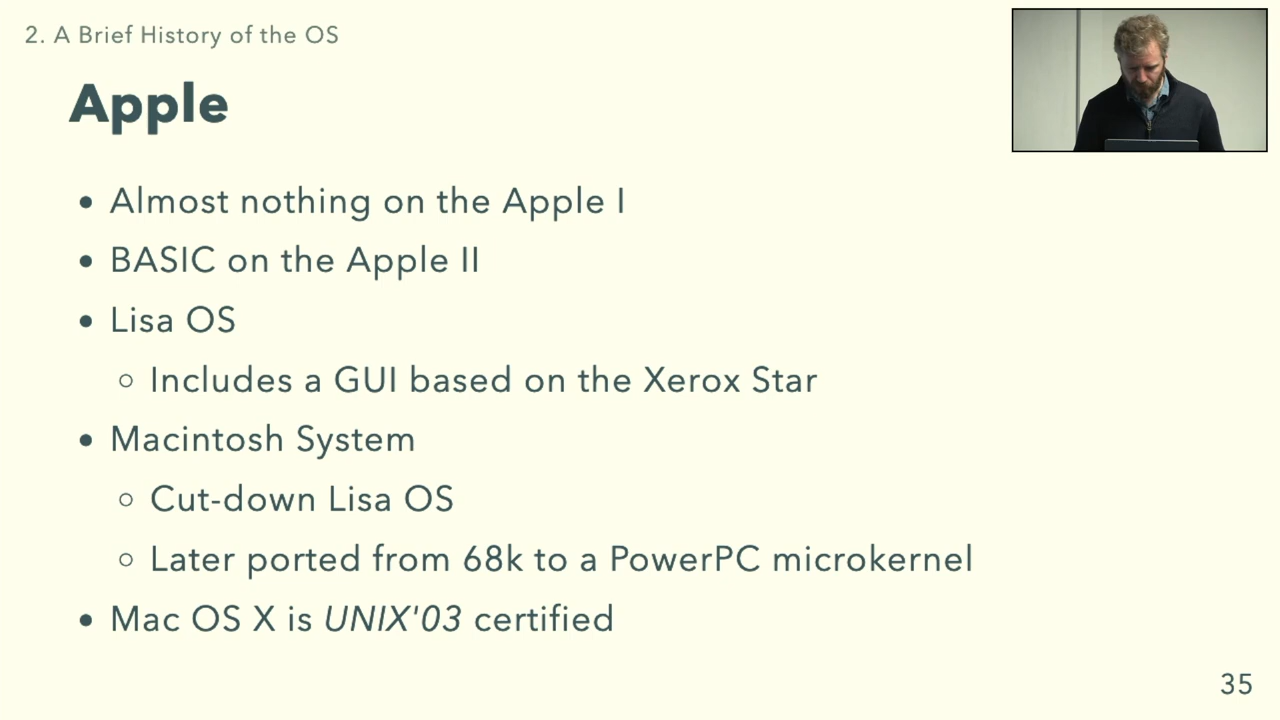 2. A Brief History of the OS
Apple
• Almost nothing on the Apple I
• BASIC on the Apple II
• Lisa OS
◦ Includes a GUI based on the Xerox Star
• Macintosh System
◦ Cut-down Lisa OS
◦ Later ported from 68k to a PowerPC microkernel
• Mac OS X is UNIX'03 certified
35